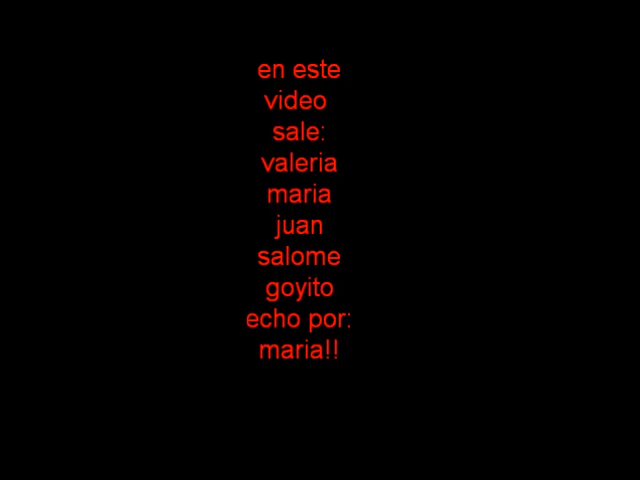 en este
video
sale:
valeria
maria
juan
salome
goyito
echo por:
maria!!